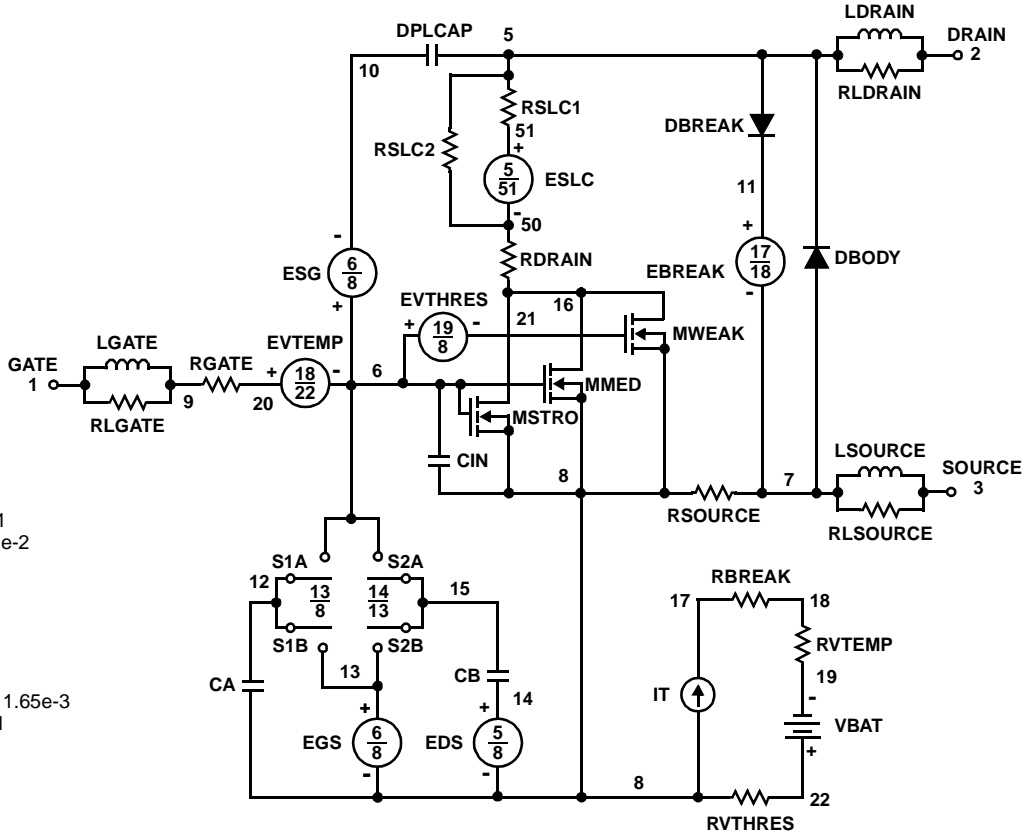 LDRAIN
DPLCAP
5
DRAIN
2
10
RLDRAIN
RSLC1
51
+
DBREAK
RSLC2
5
51
ESLC
-
50
11
-
+
ESG
6
8
+
RDRAIN
EBREAK
17
18
-
DBODY
EVTHRES
16
21
+
19
8
-
MWEAK
LGATE
GATE
1
RGATE
EVTEMP
+
18
22
-
6
9
20
RLGATE
MMED
MSTRO
CIN
8
7
LSOURCE
SOURCE
3
RSOURCE
RLSOURCE
1
e-2
S1A
S2A
12
13
8
14
13
15
S1B
S2B
13
CA
CB
14
+
+
EGS
6
8
-
EDS
5
8
-
8
RBREAK
17
18
RVTEMP
19
-
IT
VBAT
+
22
RVTHRES
1.65e-3